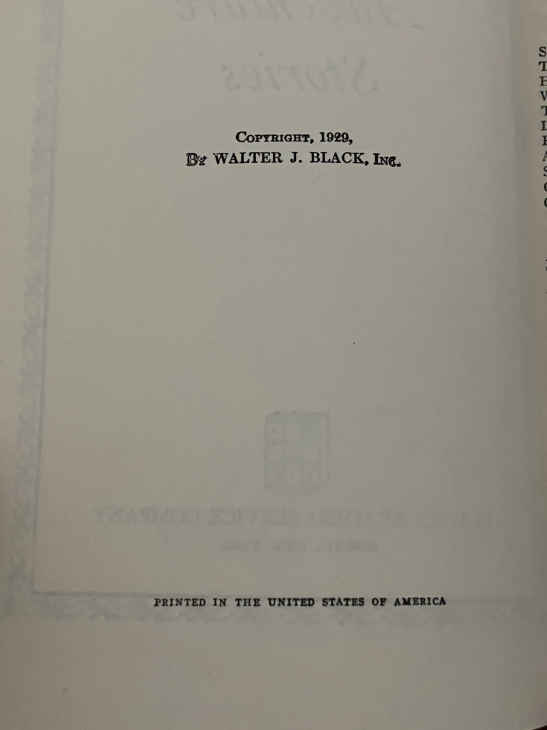 COPYRIGHT, 1929,
By WALTER J. BLACK, INC.
PRINTED IN THE UNITED STATES OF AMERICA